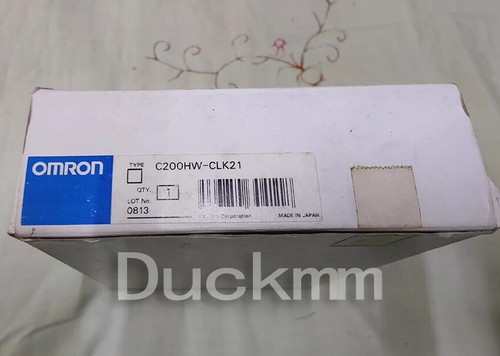 OMRON
TYPE C200HW-CLK21
QTY. 1
LOT No.
0813
Corporation MADE IN JAPAN
Duckmm